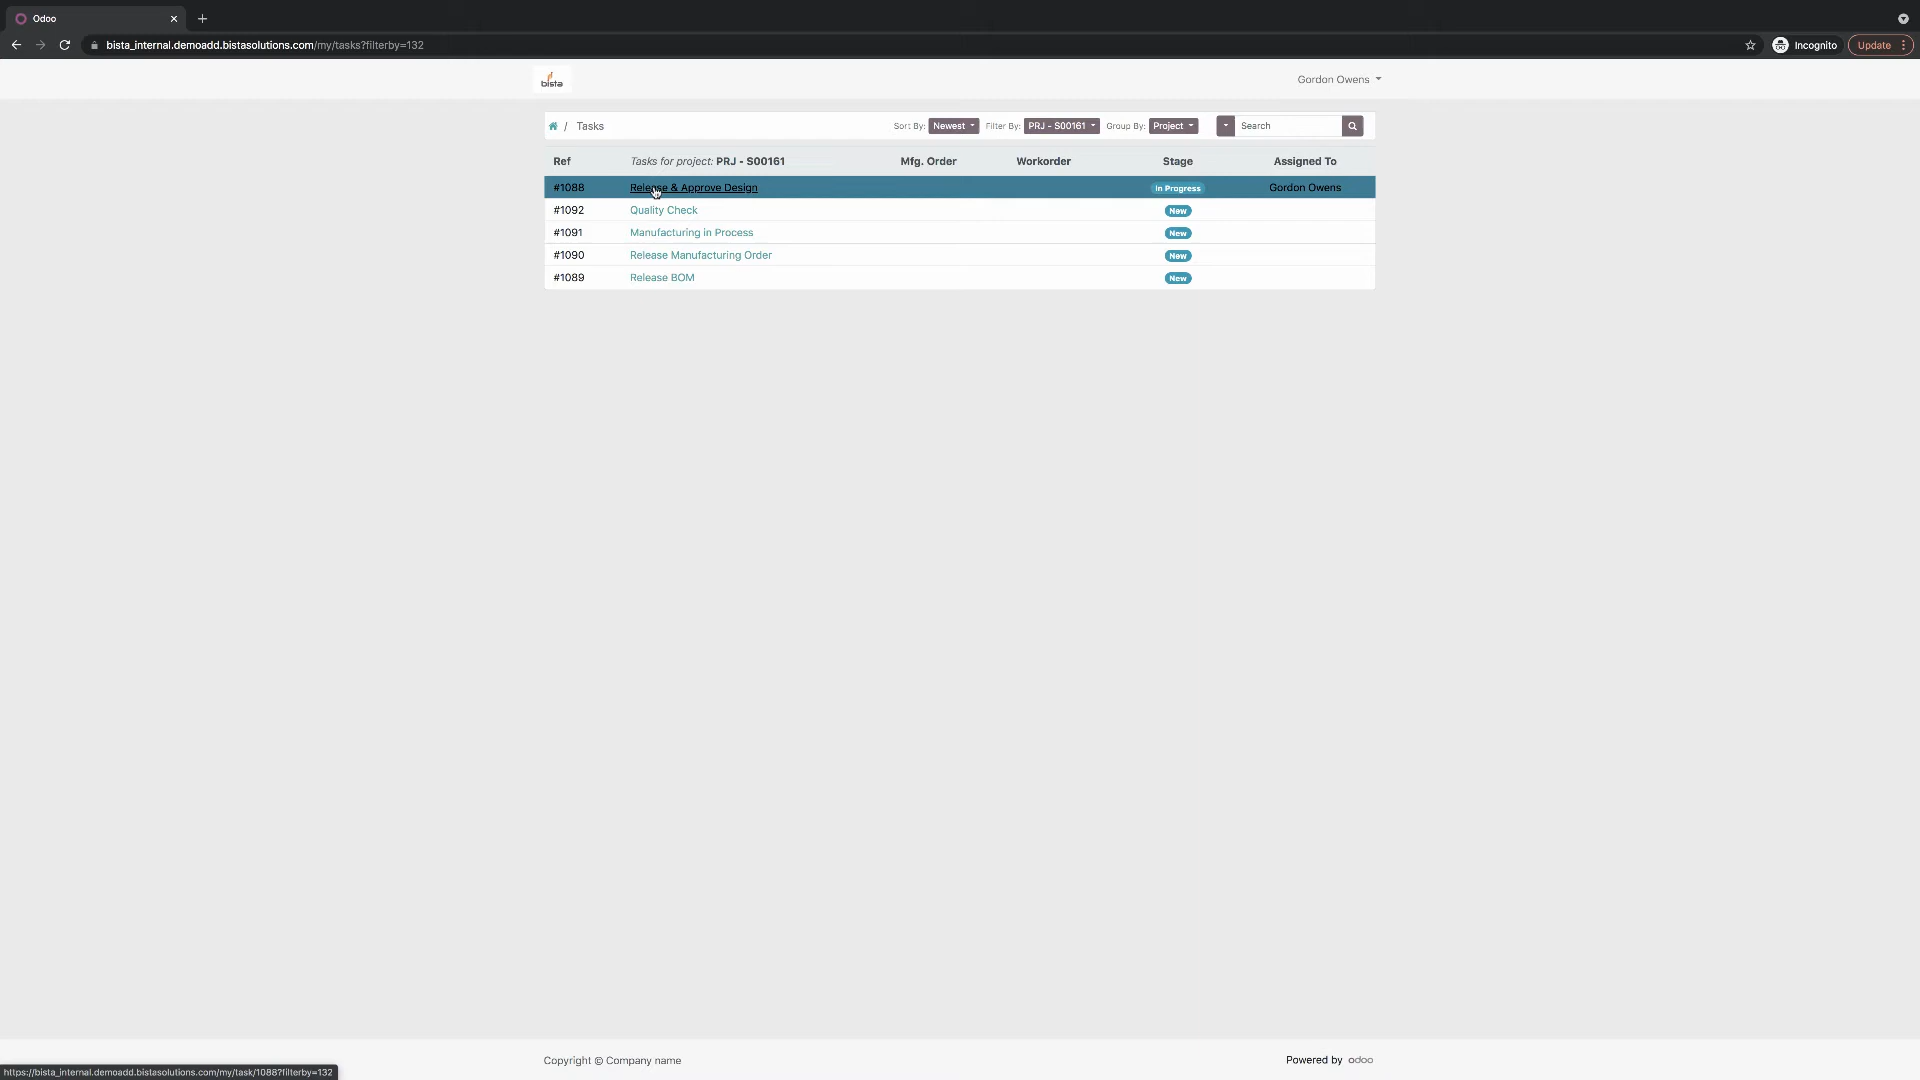 Odoo
bista_internal.demoadd.bistasolutions.com/my/tasks?filterby=132
Incognito
Update
bista
Gordon Owens
/ Tasks
Sort By: Newest Filter By: PRJ - S00161 Group By: Project Search
Ref Tasks for project: PRJ - S00161 Mfg. Order Workorder Stage Assigned To
#1088 Release & Approve Design In Progress Gordon Owens
#1092 Quality Check New
#1091 Manufacturing in Process New
#1090 Release Manufacturing Order New
#1089 Release BOM New
Copyright © Company name
Powered by odoo
https://bista_internal.demoadd.bistasolutions.com/my/task/1088?filterby=132